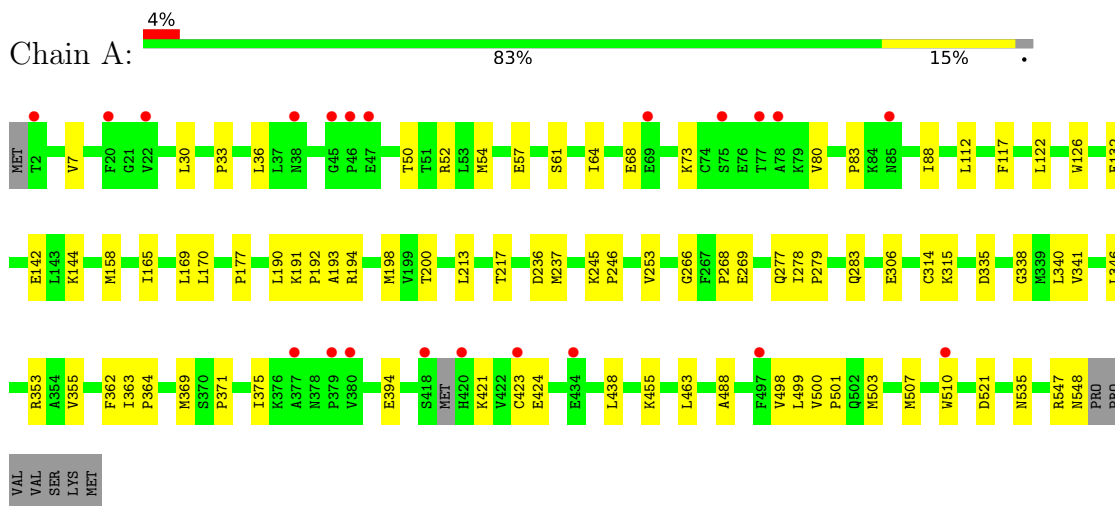 4%
Chain A:
83% 15% •
MET T2 V7 F20 G21 V22 L30 P33 L36 L37 N38 G45 P46 E47 T50 T51 R52 L53 M54 E57 S61 I64 E68 E69 K73 C74 S75 E76 T77 A78 K79 V80 P83 K84 N85 I88 L112 F117 L122 W126
E142 L143 K144 M158 I165 L169 L170 P177 L190 K191 P192 A193 R194 M198 V199 T200 L213 T217 D236 M237 K245 P246 V253 G266 F267 P268 E269 Q277 I278 P279 Q283 E306 C314 K315 D335 G338 M339 L340 V341 L346
R353 A354 V355 F362 I363 P364 M369 S370 P371 I375 K376 A377 N378 P379 V380 E394 S418 MET H420 K421 V422 C423 E424 E434 L438 K455 L463 A488 F497 V498 L499 V500 P501 Q502 M503 M507 W510 D521 N535 R547 N548 PRO PRO
VAL VAL SER LYS MET